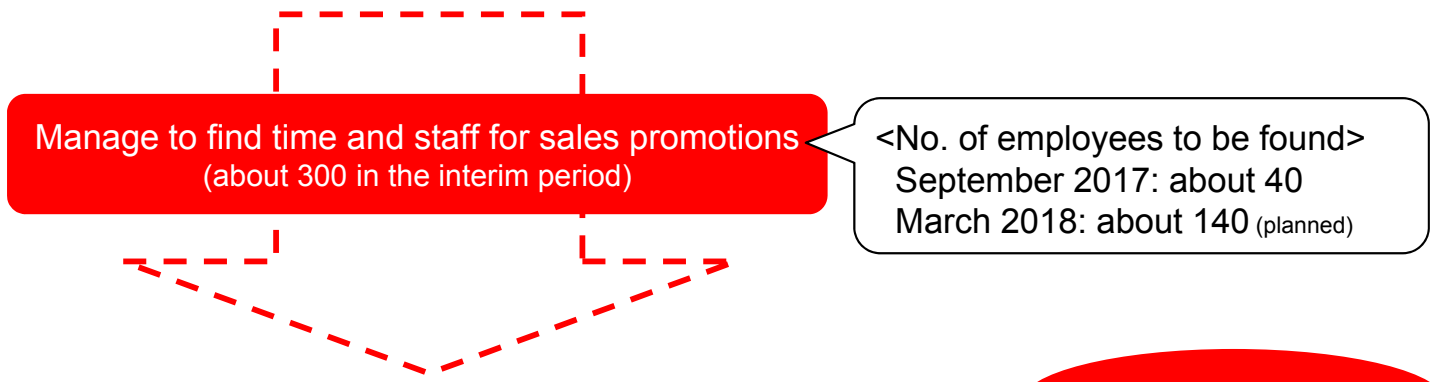 Manage to find time and staff for sales promotions
(about 300 in the interim period)
<No. of employees to be found>
September 2017: about 40
March 2018: about 140 (planned)